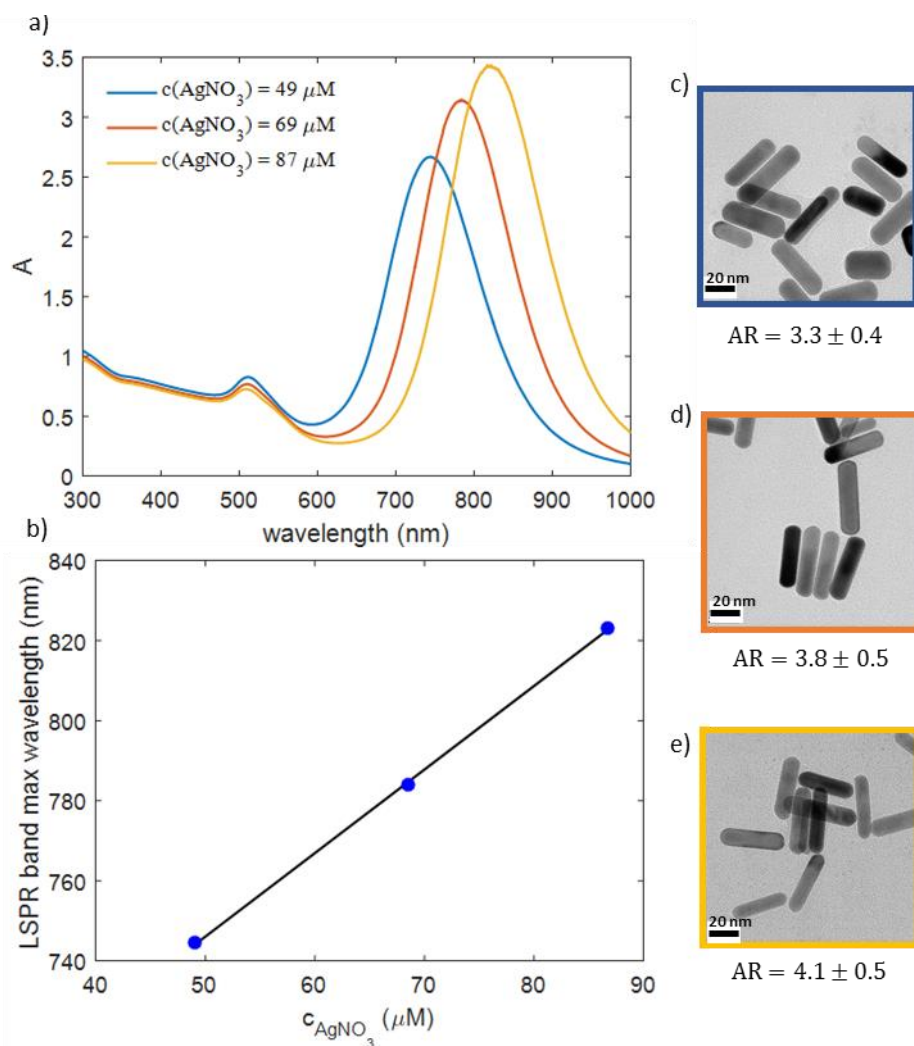 a)
3.5
3
2.5
2
1.5
1
0.5
0
A
c(AgNO3) = 49 μM
c(AgNO3) = 69 μM
c(AgNO3) = 87 μM
300 400 500 600 700 800 900 1000
wavelength (nm)
b)
840
820
800
780
760
740
LSPR band max wavelength (nm)
40 50 60 70 80 90
cAgNO3 (μM)
c)
20 nm
AR = 3.3 ± 0.4
d)
20 nm
AR = 3.8 ± 0.5
e)
20 nm
AR = 4.1 ± 0.5